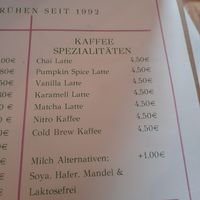 RÜHEN SEIT 1992
KAFFEE
SPEZIALITÄTEN
Chai Latte 4,50€
Pumpkin Spice Latte 4,50€
Vanilla Latte 4,50€
Karamell Latte 4,50€
Matcha Latte 4,50€
Nitro Kaffee 4,50€
Cold Brew Kaffee 4,50€
Milch Alternativen: +1,00€
Soya, Hafer, Mandel &
Laktosefrei